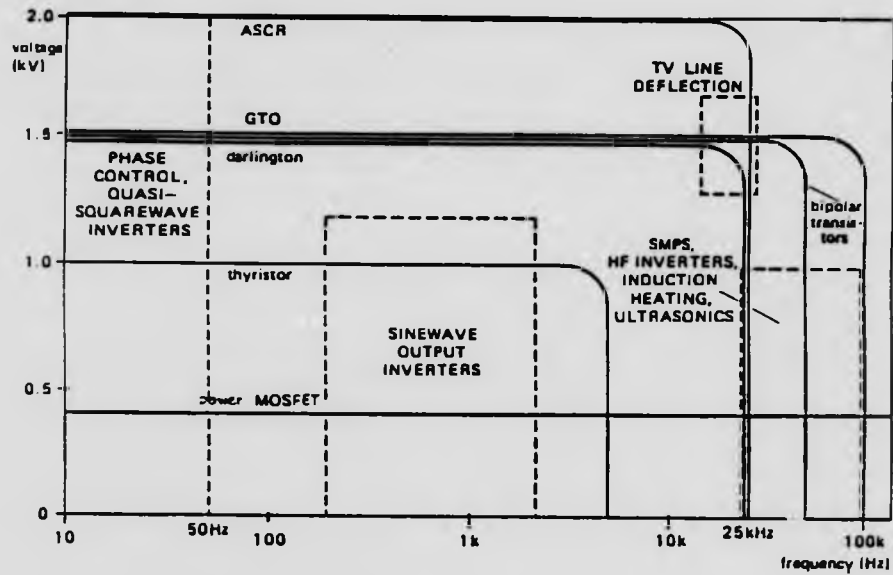 2.0
voltage
(kV)
ASCR
TV LINE
DEFLECTION
GTO
1.5
darlington
PHASE
CONTROL,
QUASI-
SQUAREWAVE
INVERTERS
bipolar
transis-
tors
SMPS,
HF INVERTERS,
INDUCTION
HEATING,
ULTRASONICS
1.0
thyristor
SINEWAVE
OUTPUT
INVERTERS
0.5
power MOSFET
0
10
50Hz
100
1k
10k
25kHz
100k
frequency (Hz)